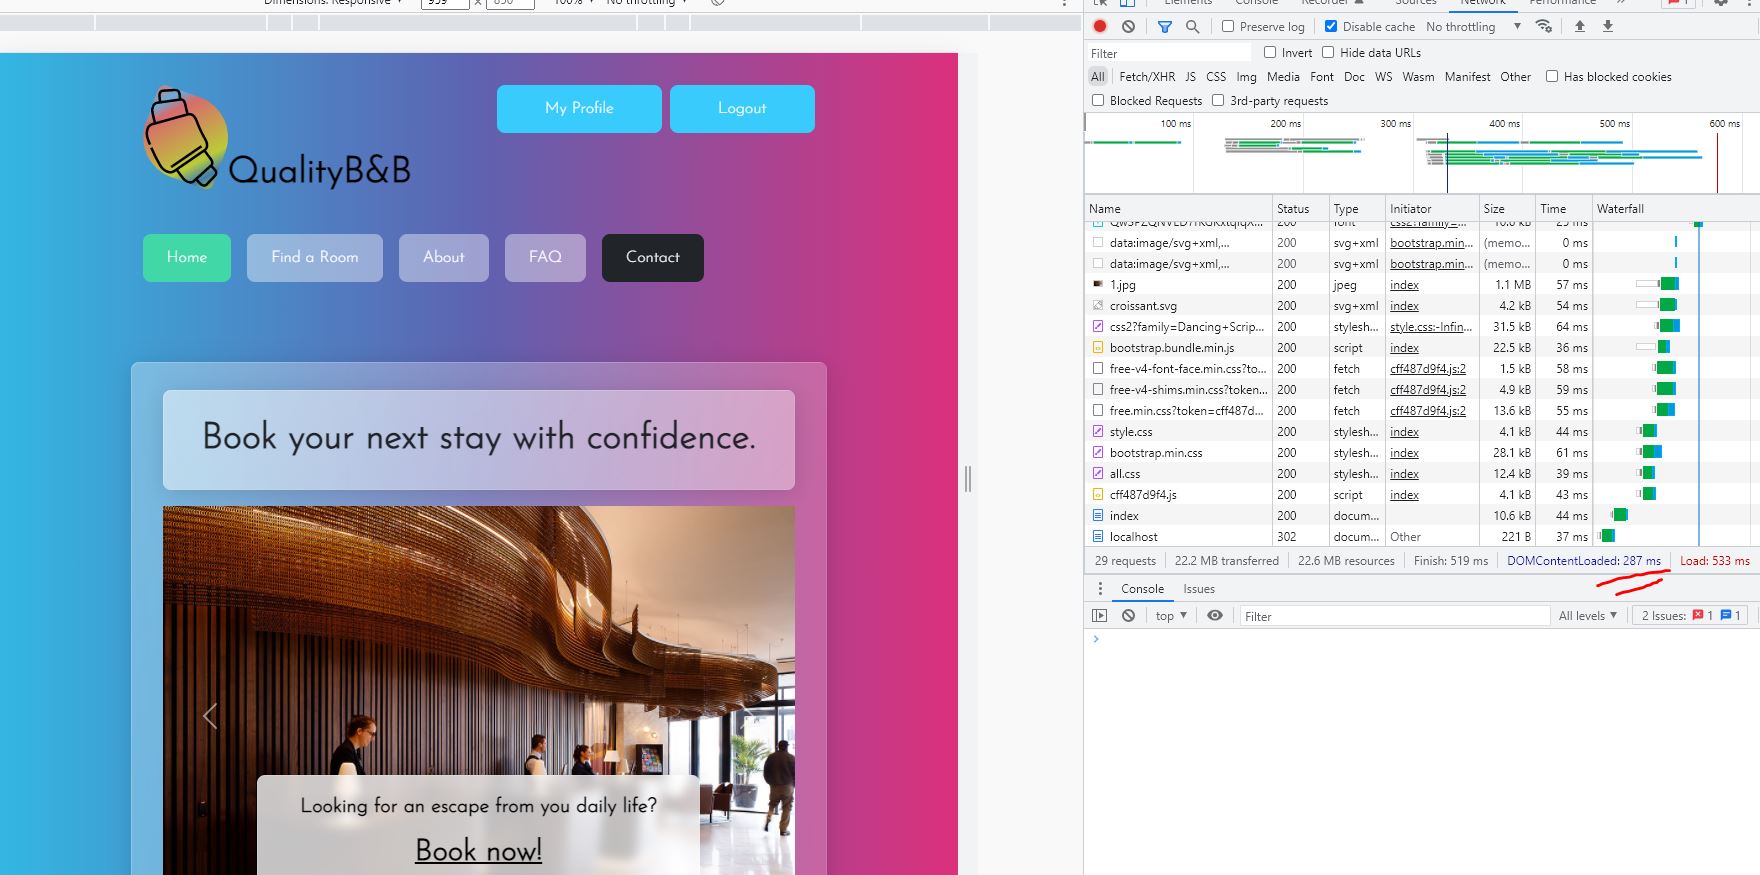 Dimensions: Responsive 959 x 850 100% No throttling
Elements Console Recorder Sources Network Performance » 1
Preserve log Disable cache No throttling
Filter Invert Hide data URLs
All Fetch/XHR JS CSS Img Media Font Doc WS Wasm Manifest Other Has blocked cookies
Blocked Requests 3rd-party requests
100 ms 200 ms 300 ms 400 ms 500 ms 600 ms
Name Status Type Initiator Size Time Waterfall
200 font css2?family=... 25 ms
data:image/svg+xml,... 200 svg+xml bootstrap.min... (memo... 0 ms
data:image/svg+xml,... 200 svg+xml bootstrap.min... (memo... 0 ms
1.jpg 200 jpeg index 1.1 MB 57 ms
croissant.svg 200 svg+xml index 4.2 kB 54 ms
css2?family=Dancing+Scrip... 200 stylesh... style.css:-Infin... 31.5 kB 64 ms
bootstrap.bundle.min.js 200 script index 22.5 kB 36 ms
free-v4-font-face.min.css?to... 200 fetch cff487d9f4.js:2 1.5 kB 58 ms
free-v4-shims.min.css?token... 200 fetch cff487d9f4.js:2 4.9 kB 59 ms
free.min.css?token=cff487d... 200 fetch cff487d9f4.js:2 13.6 kB 55 ms
style.css 200 stylesh... index 4.1 kB 44 ms
bootstrap.min.css 200 stylesh... index 28.1 kB 61 ms
all.css 200 stylesh... index 12.4 kB 39 ms
cff487d9f4.js 200 script index 4.1 kB 43 ms
index 200 docum... 10.6 kB 44 ms
localhost 302 docum... Other 221 B 37 ms
29 requests 22.2 MB transferred 22.6 MB resources Finish: 519 ms DOMContentLoaded: 287 ms Load: 533 ms
Console Issues
top Filter All levels 2 Issues: 1 1
My Profile Logout
QualityB&B
Home Find a Room About FAQ Contact
Book your next stay with confidence.
Looking for an escape from you daily life?
Book now!